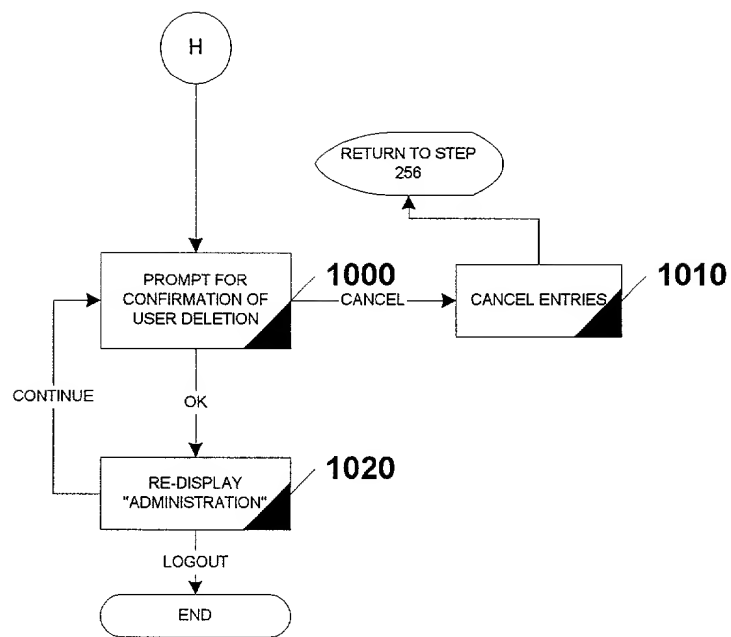 H
RETURN TO STEP
256
PROMPT FOR
CONFIRMATION OF
USER DELETION
1000
CANCEL
CANCEL ENTRIES
1010
CONTINUE
OK
RE-DISPLAY
"ADMINISTRATION"
1020
LOGOUT
END